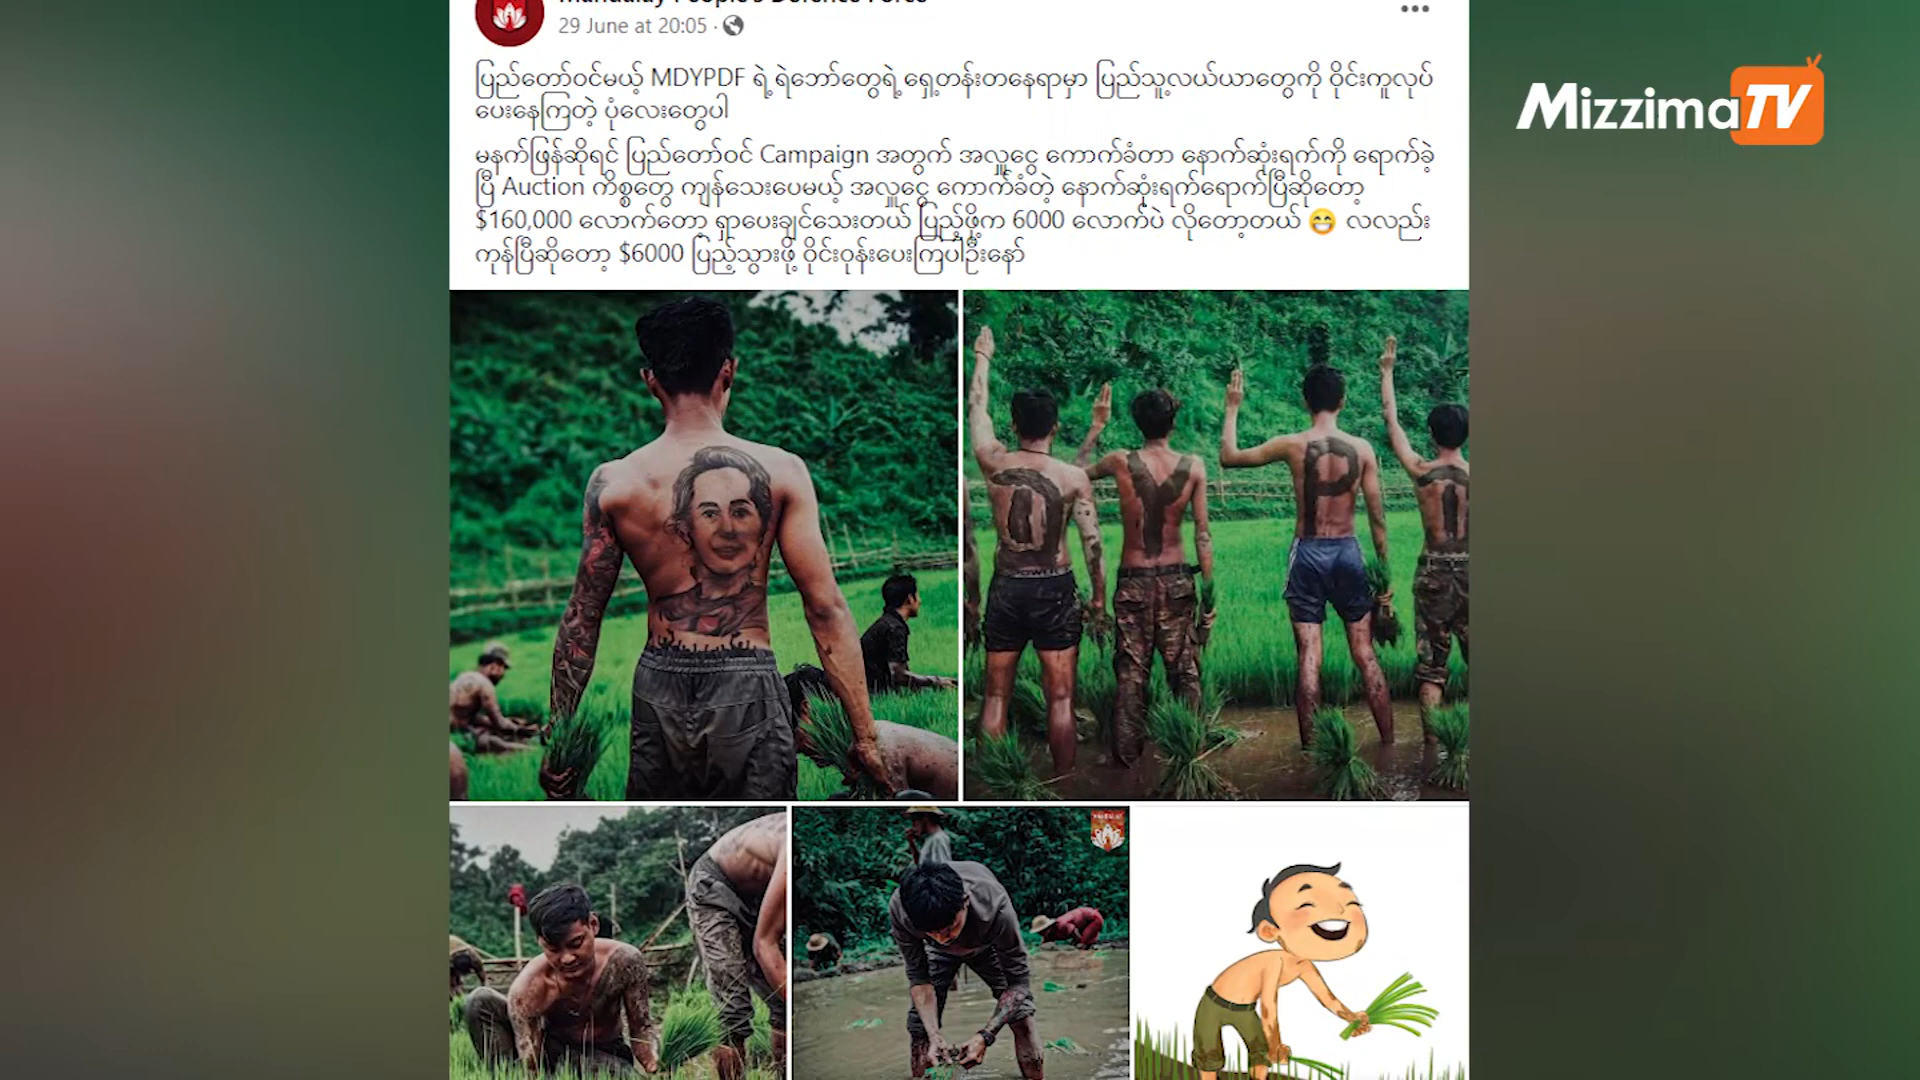 Mandalay People's Defence Force
29 June at 20:05 ·
ပြည်တော်ဝင်မယ့် MDYPDF ရဲ့ ရဲဘော်တွေရဲ့ ရှေ့တန်းတနေရာမှာ ပြည်သူ့လယ်ယာတွေကို ဝိုင်းကူလုပ်
ပေးနေကြတဲ့ ပုံလေးတွေပါ
မနက်ဖြန်ဆိုရင် ပြည်တော်ဝင် Campaign အတွက် အလှူငွေ ကောက်ခံတာ နောက်ဆုံးရက်ကို ရောက်ခဲ့
ပြီ Auction ကိစ္စတွေ ကျန်သေးပေမယ့် အလှူငွေ ကောက်ခံတဲ့ နောက်ဆုံးရက်ရောက်ပြီဆိုတော့
$160,000 လောက်တော့ ရှာပေးချင်သေးတယ် ပြည့်ဖို့က 6000 လောက်ပဲ လိုတော့တယ် 😁 လလည်း
ကုန်ပြီဆိုတော့ $6000 ပြည့်သွားဖို့ ဝိုင်းဝုန်းပေးကြပါဦးနော်
Mizzima TV
D Y P